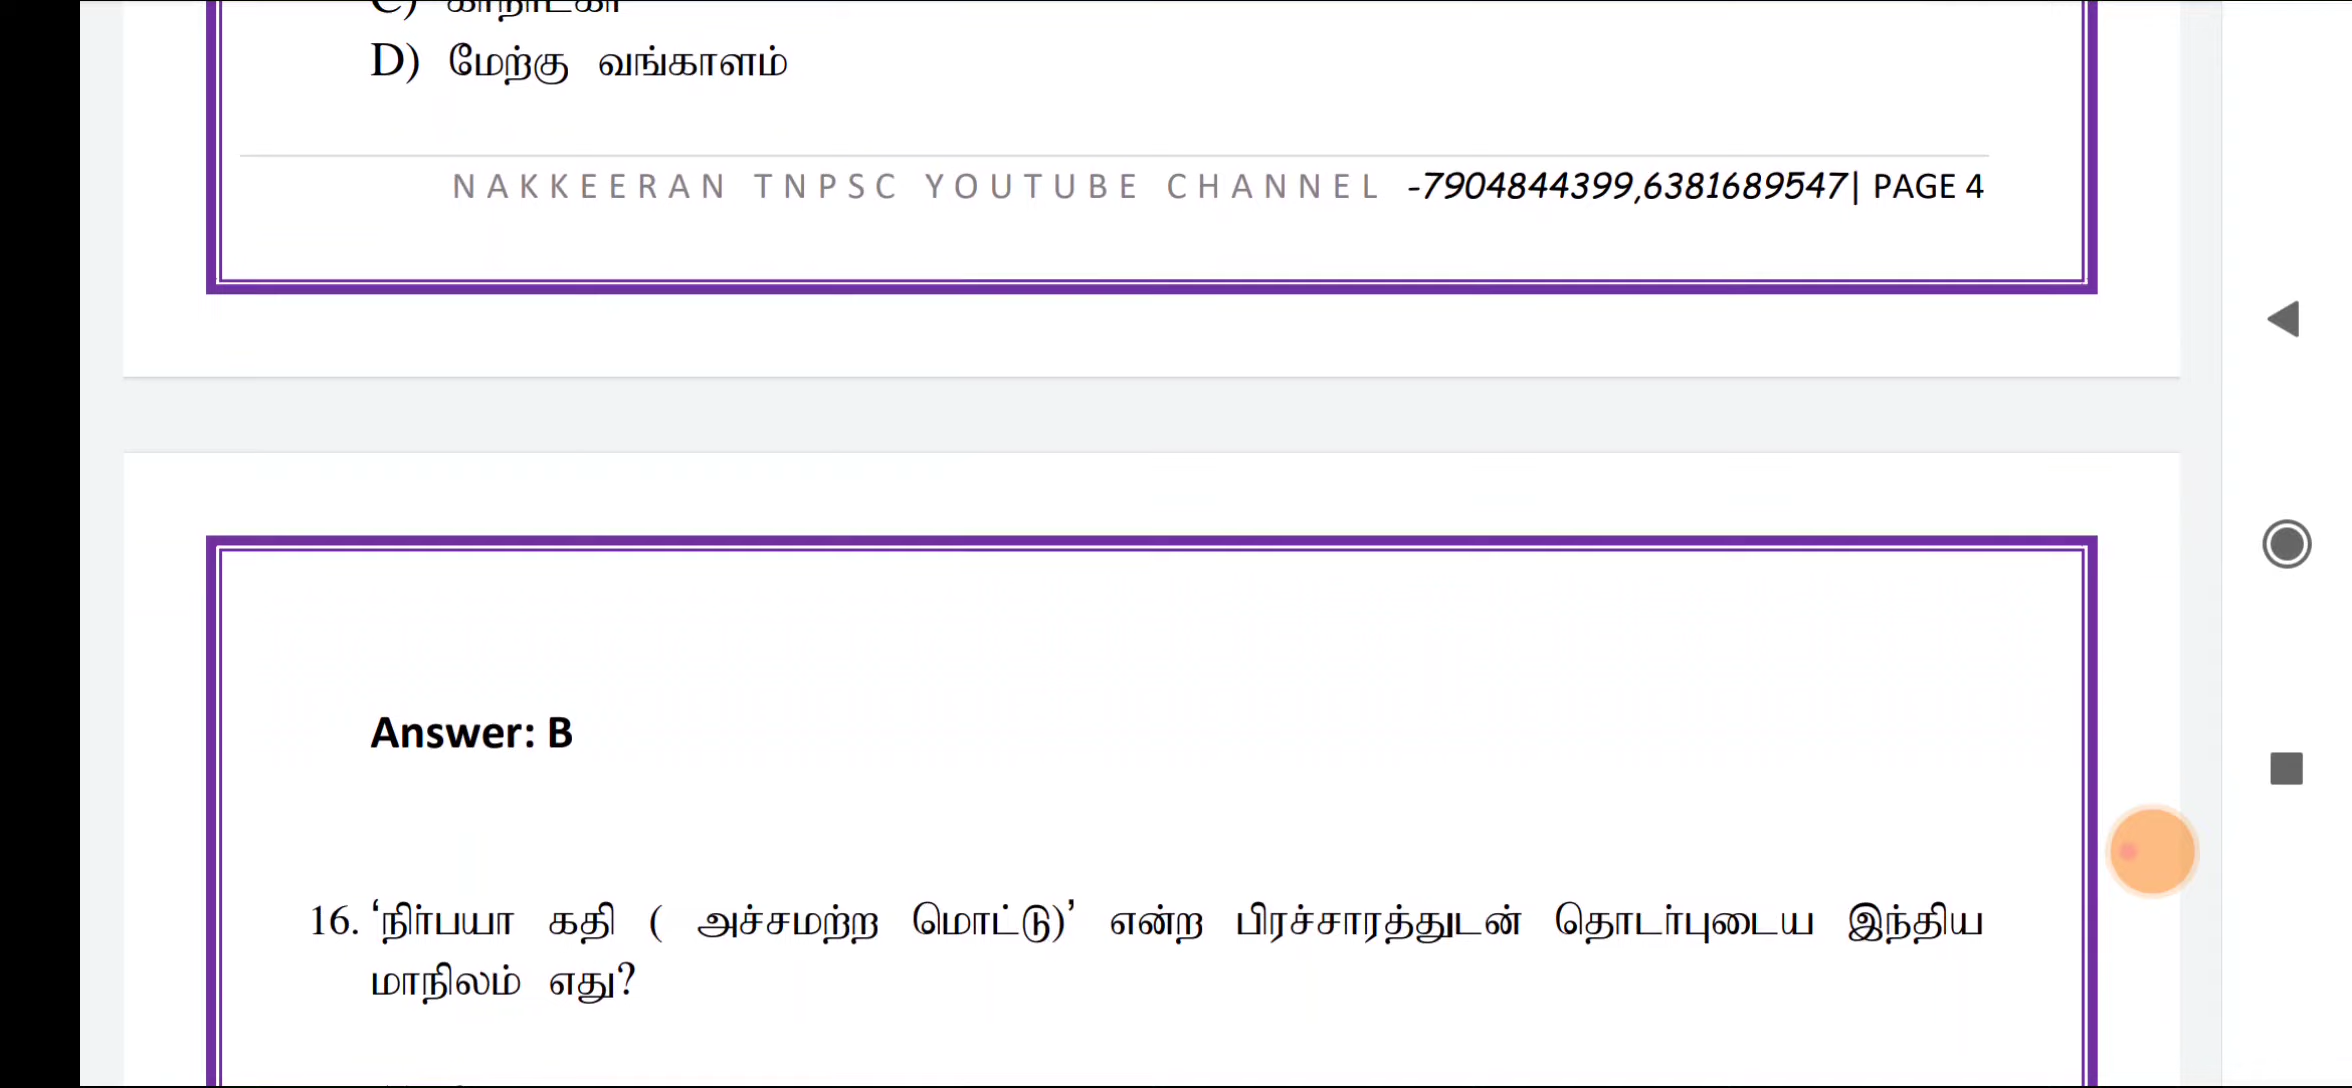 D) மேற்கு வங்காளம்
NAKKEERAN TNPSC YOUTUBE CHANNEL -7904844399,6381689547| PAGE 4
Answer: B
16. ‘நிர்பயா கதி ( அச்சமற்ற மொட்டு)’ என்ற பிரச்சாரத்துடன் தொடர்புடைய இந்திய
மாநிலம் எது?